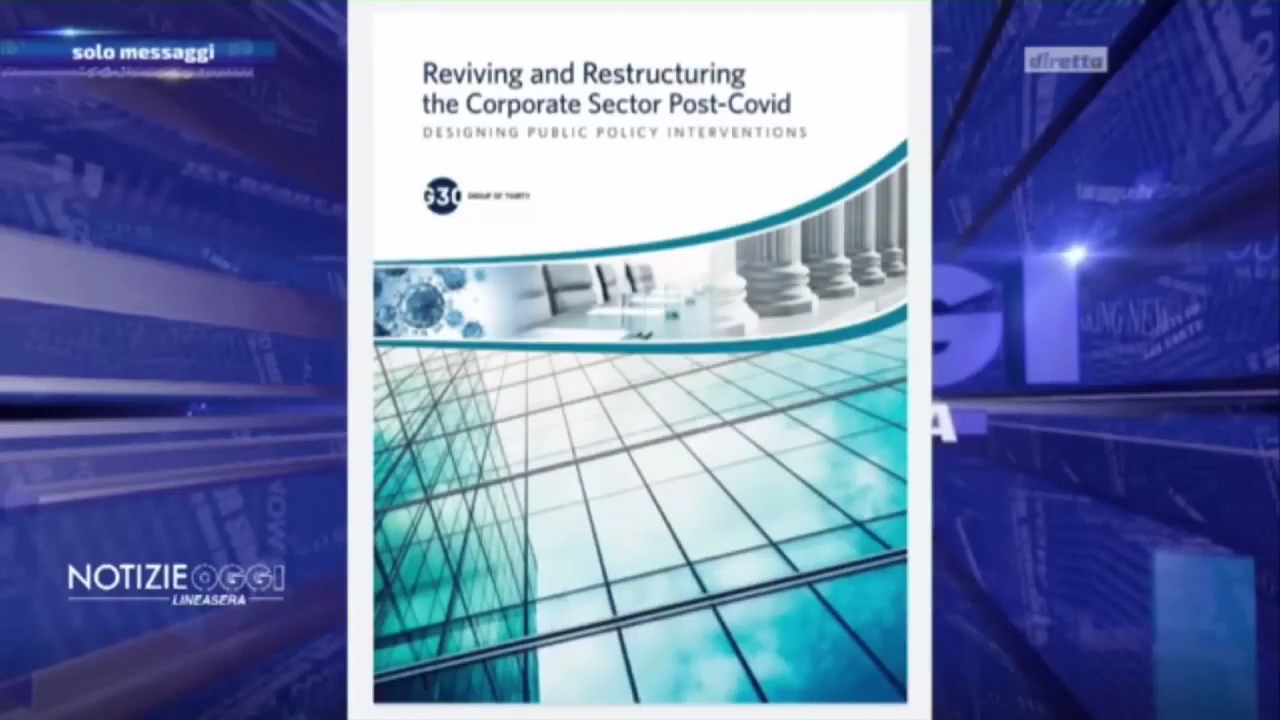 solo messaggi
diretta
Reviving and Restructuring
the Corporate Sector Post-Covid
DESIGNING PUBLIC POLICY INTERVENTIONS
G30 GROUP OF THIRTY
NOTIZIE OGGI
LINEASERA